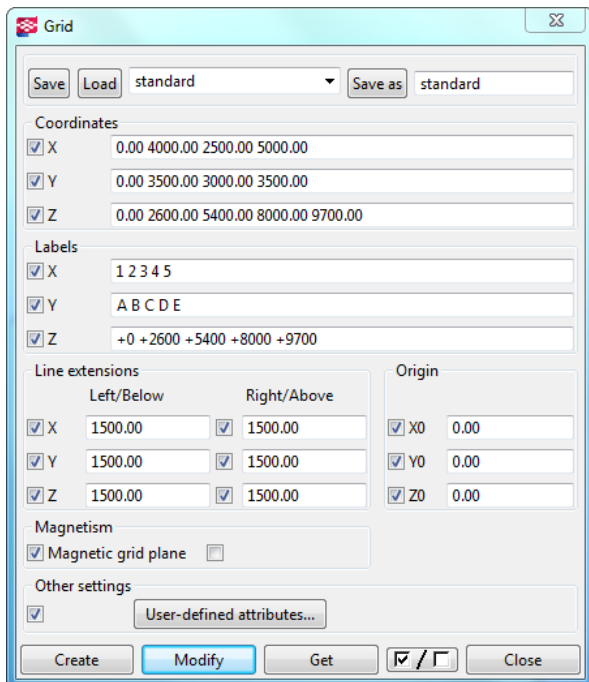 Grid
Save Load standard Save as standard
Coordinates
X 0.00 4000.00 2500.00 5000.00
Y 0.00 3500.00 3000.00 3500.00
Z 0.00 2600.00 5400.00 8000.00 9700.00
Labels
X 1 2 3 4 5
Y A B C D E
Z +0 +2600 +5400 +8000 +9700
Line extensions Origin
Left/Below Right/Above
X 1500.00 1500.00 X0 0.00
Y 1500.00 1500.00 Y0 0.00
Z 1500.00 1500.00 Z0 0.00
Magnetism
Magnetic grid plane
Other settings
User-defined attributes...
Create Modify Get / Close